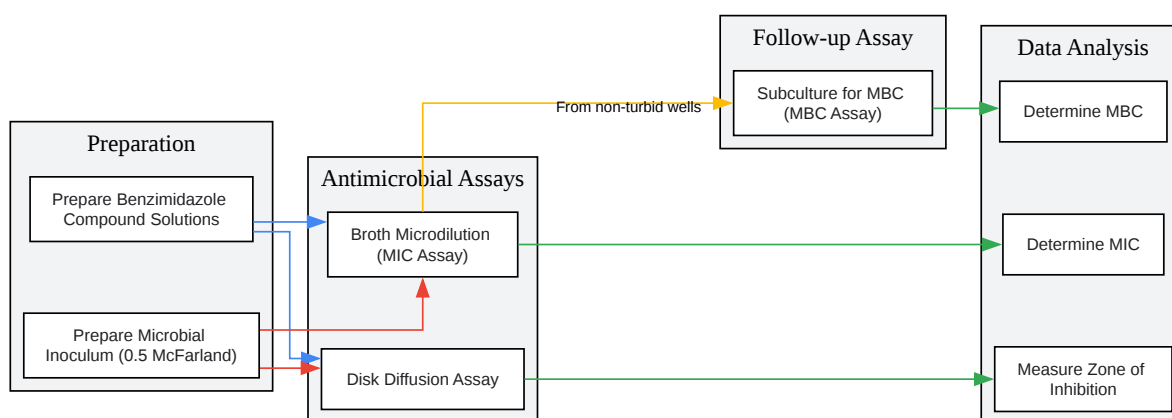 Preparation
Prepare Benzimidazole
Compound Solutions
Prepare Microbial
Inoculum (0.5 McFarland)
Antimicrobial Assays
Broth Microdilution
(MIC Assay)
Disk Diffusion Assay
From non-turbid wells
Follow-up Assay
Subculture for MBC
(MBC Assay)
Data Analysis
Determine MBC
Determine MIC
Measure Zone of
Inhibition